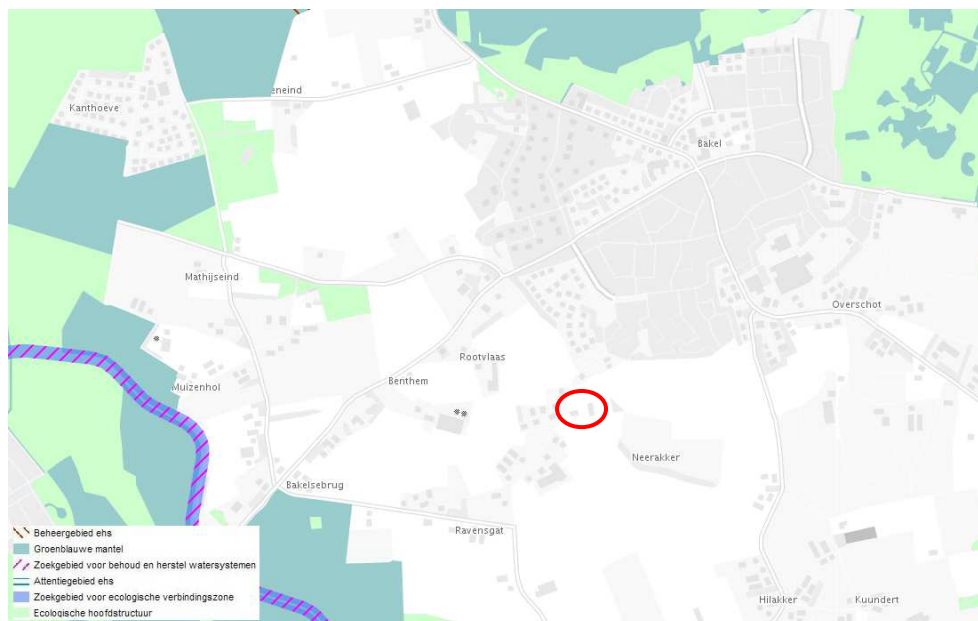 eneind
Kanthoeve
Bakel
Mathijseind
Overschot
Rootvlaas
Muizenhol
Benthem
Neerakker
Bakelsebrug
Ravensgat
Hilakker
Kuundert
Beheergebied ehs
Groenblauwe mantel
Zoekgebied voor behoud en herstel watersystemen
Attentiegebied ehs
Zoekgebied voor ecologische verbindingszone
Ecologische hoofdstructuur